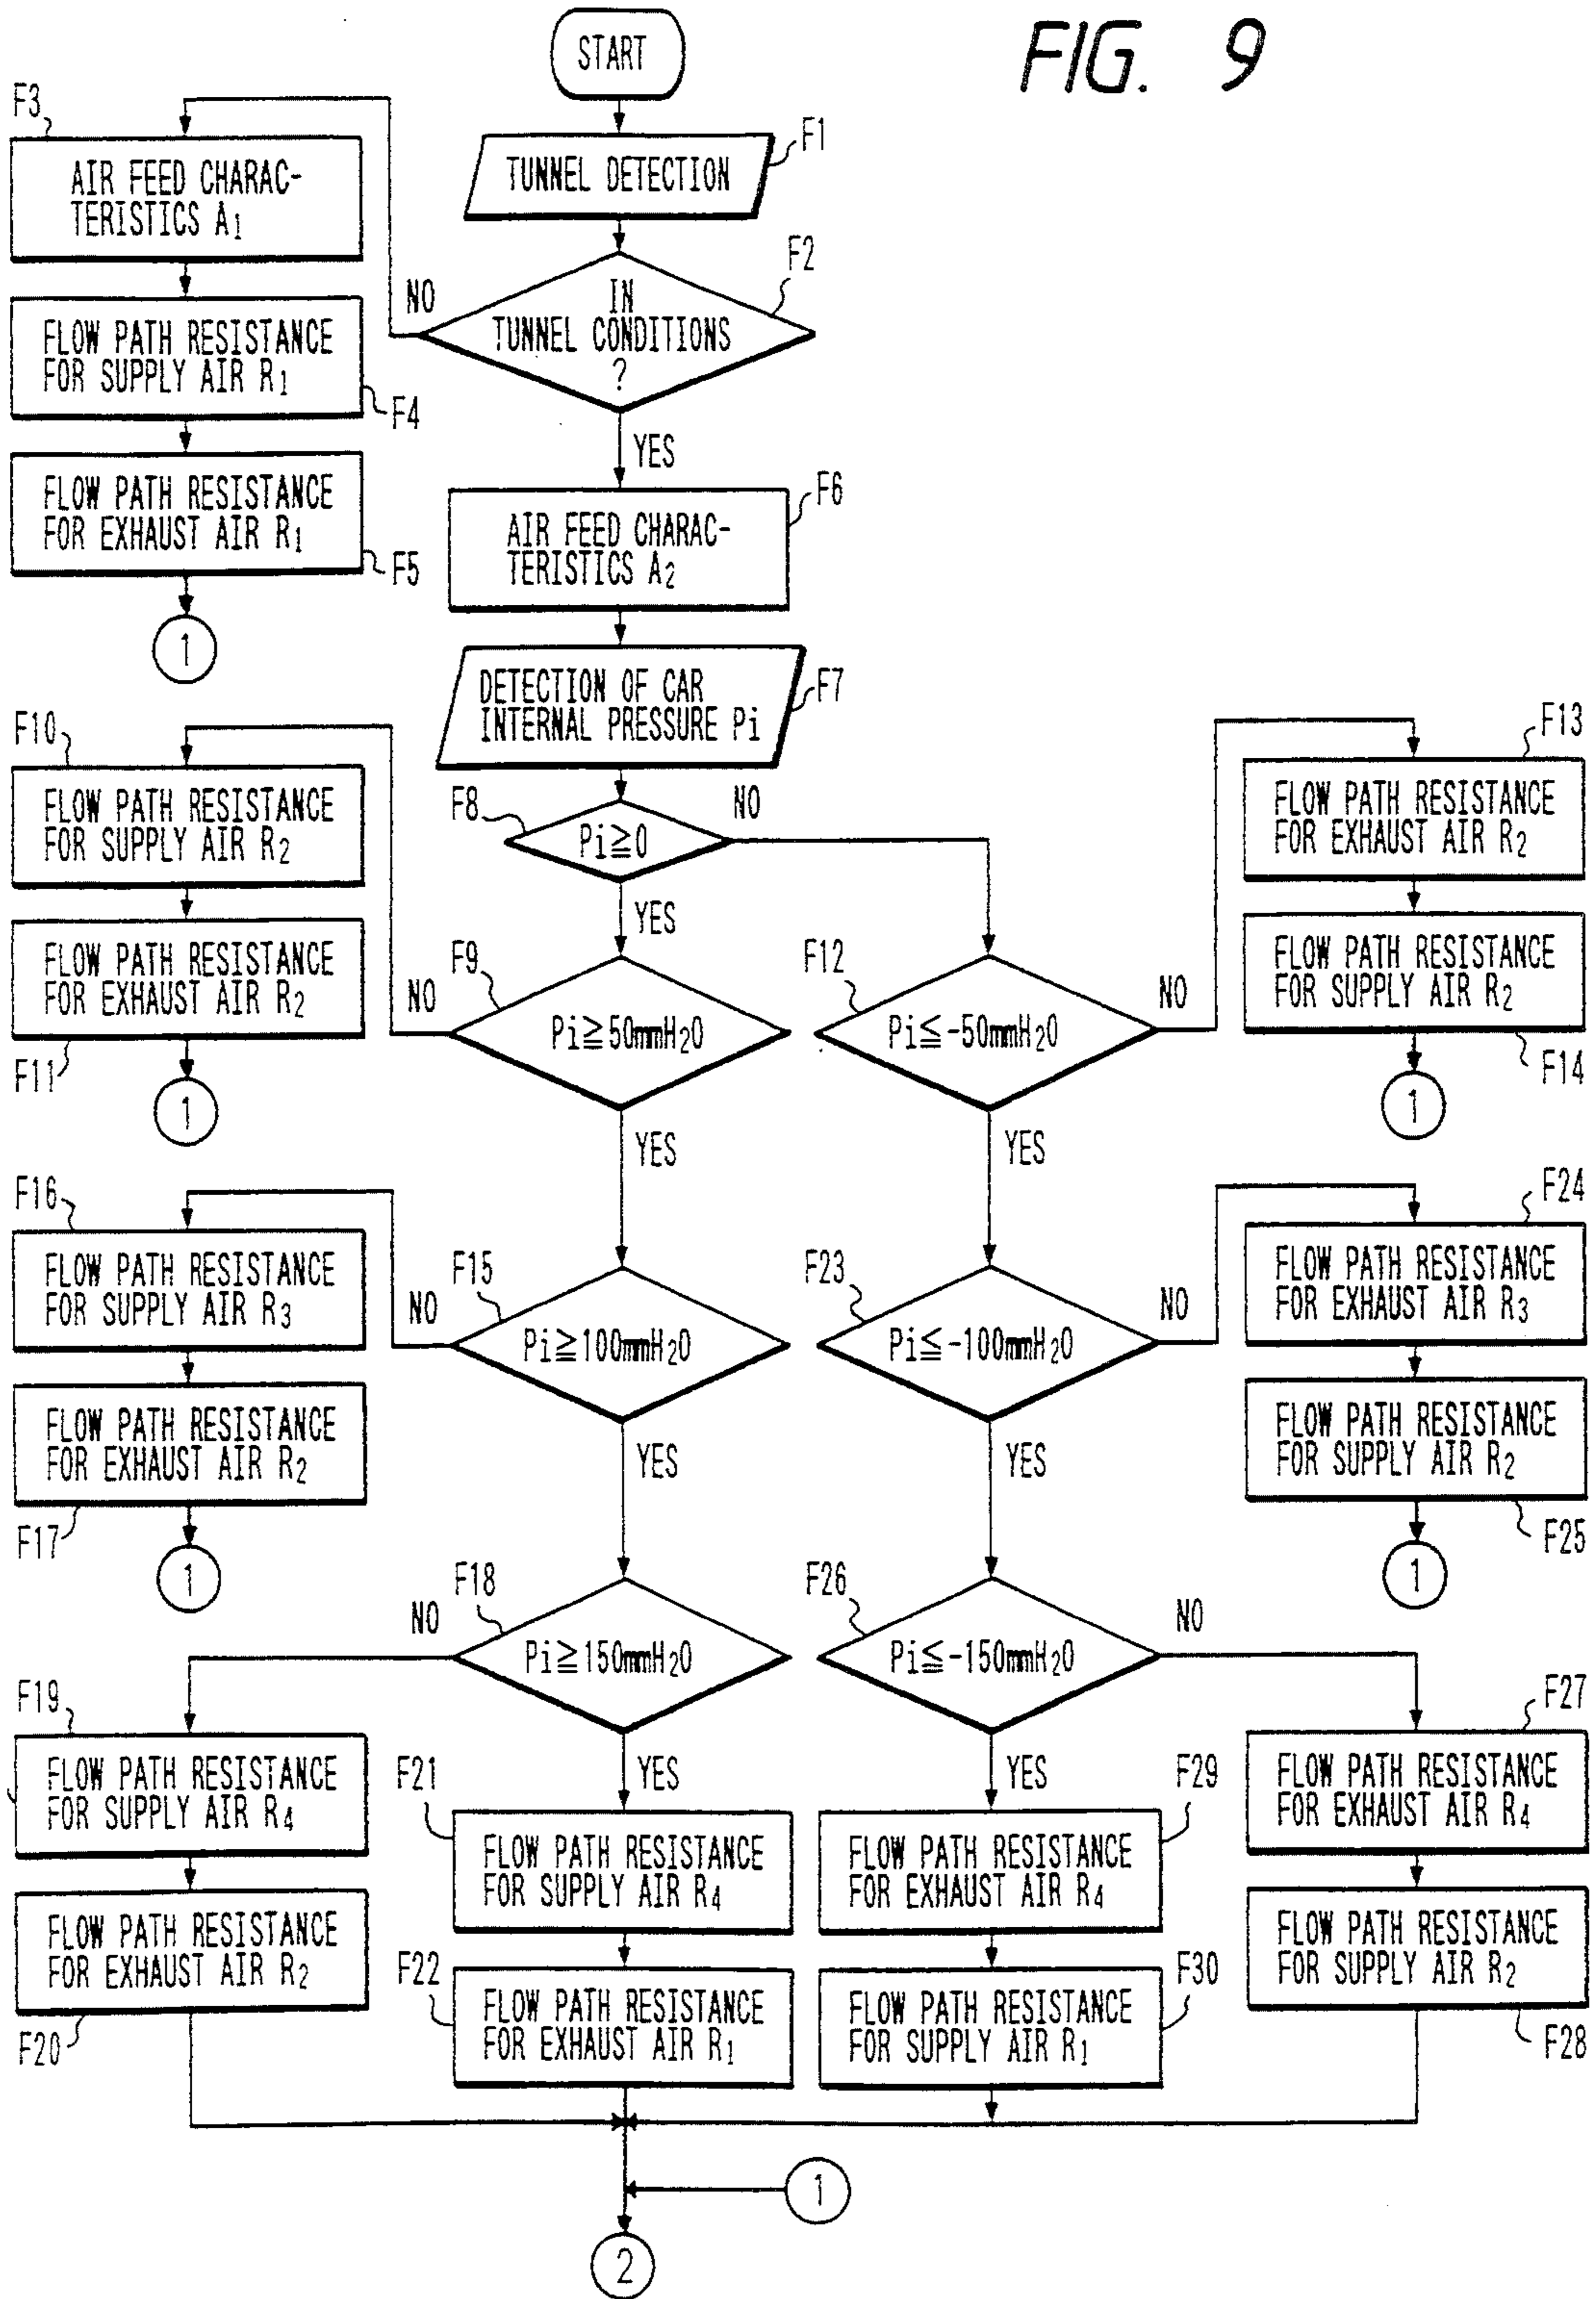 FIG. 9
START
F1
TUNNEL DETECTION
F2
IN
TUNNEL CONDITIONS
?
NO
YES
F3
AIR FEED CHARAC-
TERISTICS A1
FLOW PATH RESISTANCE
FOR SUPPLY AIR R1
F4
FLOW PATH RESISTANCE
FOR EXHAUST AIR R1
F5
1
F6
AIR FEED CHARAC-
TERISTICS A2
DETECTION OF CAR
INTERNAL PRESSURE Pi
F7
F8
Pi≧0
NO
YES
F10
FLOW PATH RESISTANCE
FOR SUPPLY AIR R2
FLOW PATH RESISTANCE
FOR EXHAUST AIR R2
F11
1
F9
NO
Pi≧50mmH2O
YES
F12
Pi≦-50mmH2O
NO
YES
F13
FLOW PATH RESISTANCE
FOR EXHAUST AIR R2
FLOW PATH RESISTANCE
FOR SUPPLY AIR R2
F14
1
F16
FLOW PATH RESISTANCE
FOR SUPPLY AIR R3
FLOW PATH RESISTANCE
FOR EXHAUST AIR R2
F17
1
F15
NO
Pi≧100mmH2O
YES
F23
Pi≦-100mmH2O
NO
YES
F24
FLOW PATH RESISTANCE
FOR EXHAUST AIR R3
FLOW PATH RESISTANCE
FOR SUPPLY AIR R2
F25
1
F18
NO
Pi≧150mmH2O
YES
F26
Pi≦-150mmH2O
NO
YES
F19
FLOW PATH RESISTANCE
FOR SUPPLY AIR R4
FLOW PATH RESISTANCE
FOR EXHAUST AIR R2
F20
F21
FLOW PATH RESISTANCE
FOR SUPPLY AIR R4
F22
FLOW PATH RESISTANCE
FOR EXHAUST AIR R1
F29
FLOW PATH RESISTANCE
FOR EXHAUST AIR R4
F30
FLOW PATH RESISTANCE
FOR SUPPLY AIR R1
F27
FLOW PATH RESISTANCE
FOR EXHAUST AIR R4
FLOW PATH RESISTANCE
FOR SUPPLY AIR R2
F28
1
2